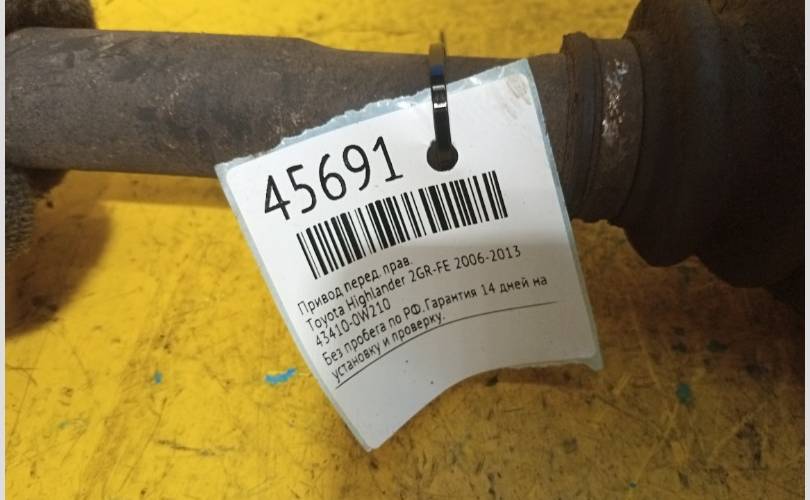 45691
Привод перед. прав.
Toyota Highlander 2GR-FE 2006-2013
43410-0W210
Без пробега по РФ.Гарантия 14 дней на
установку и проверку.